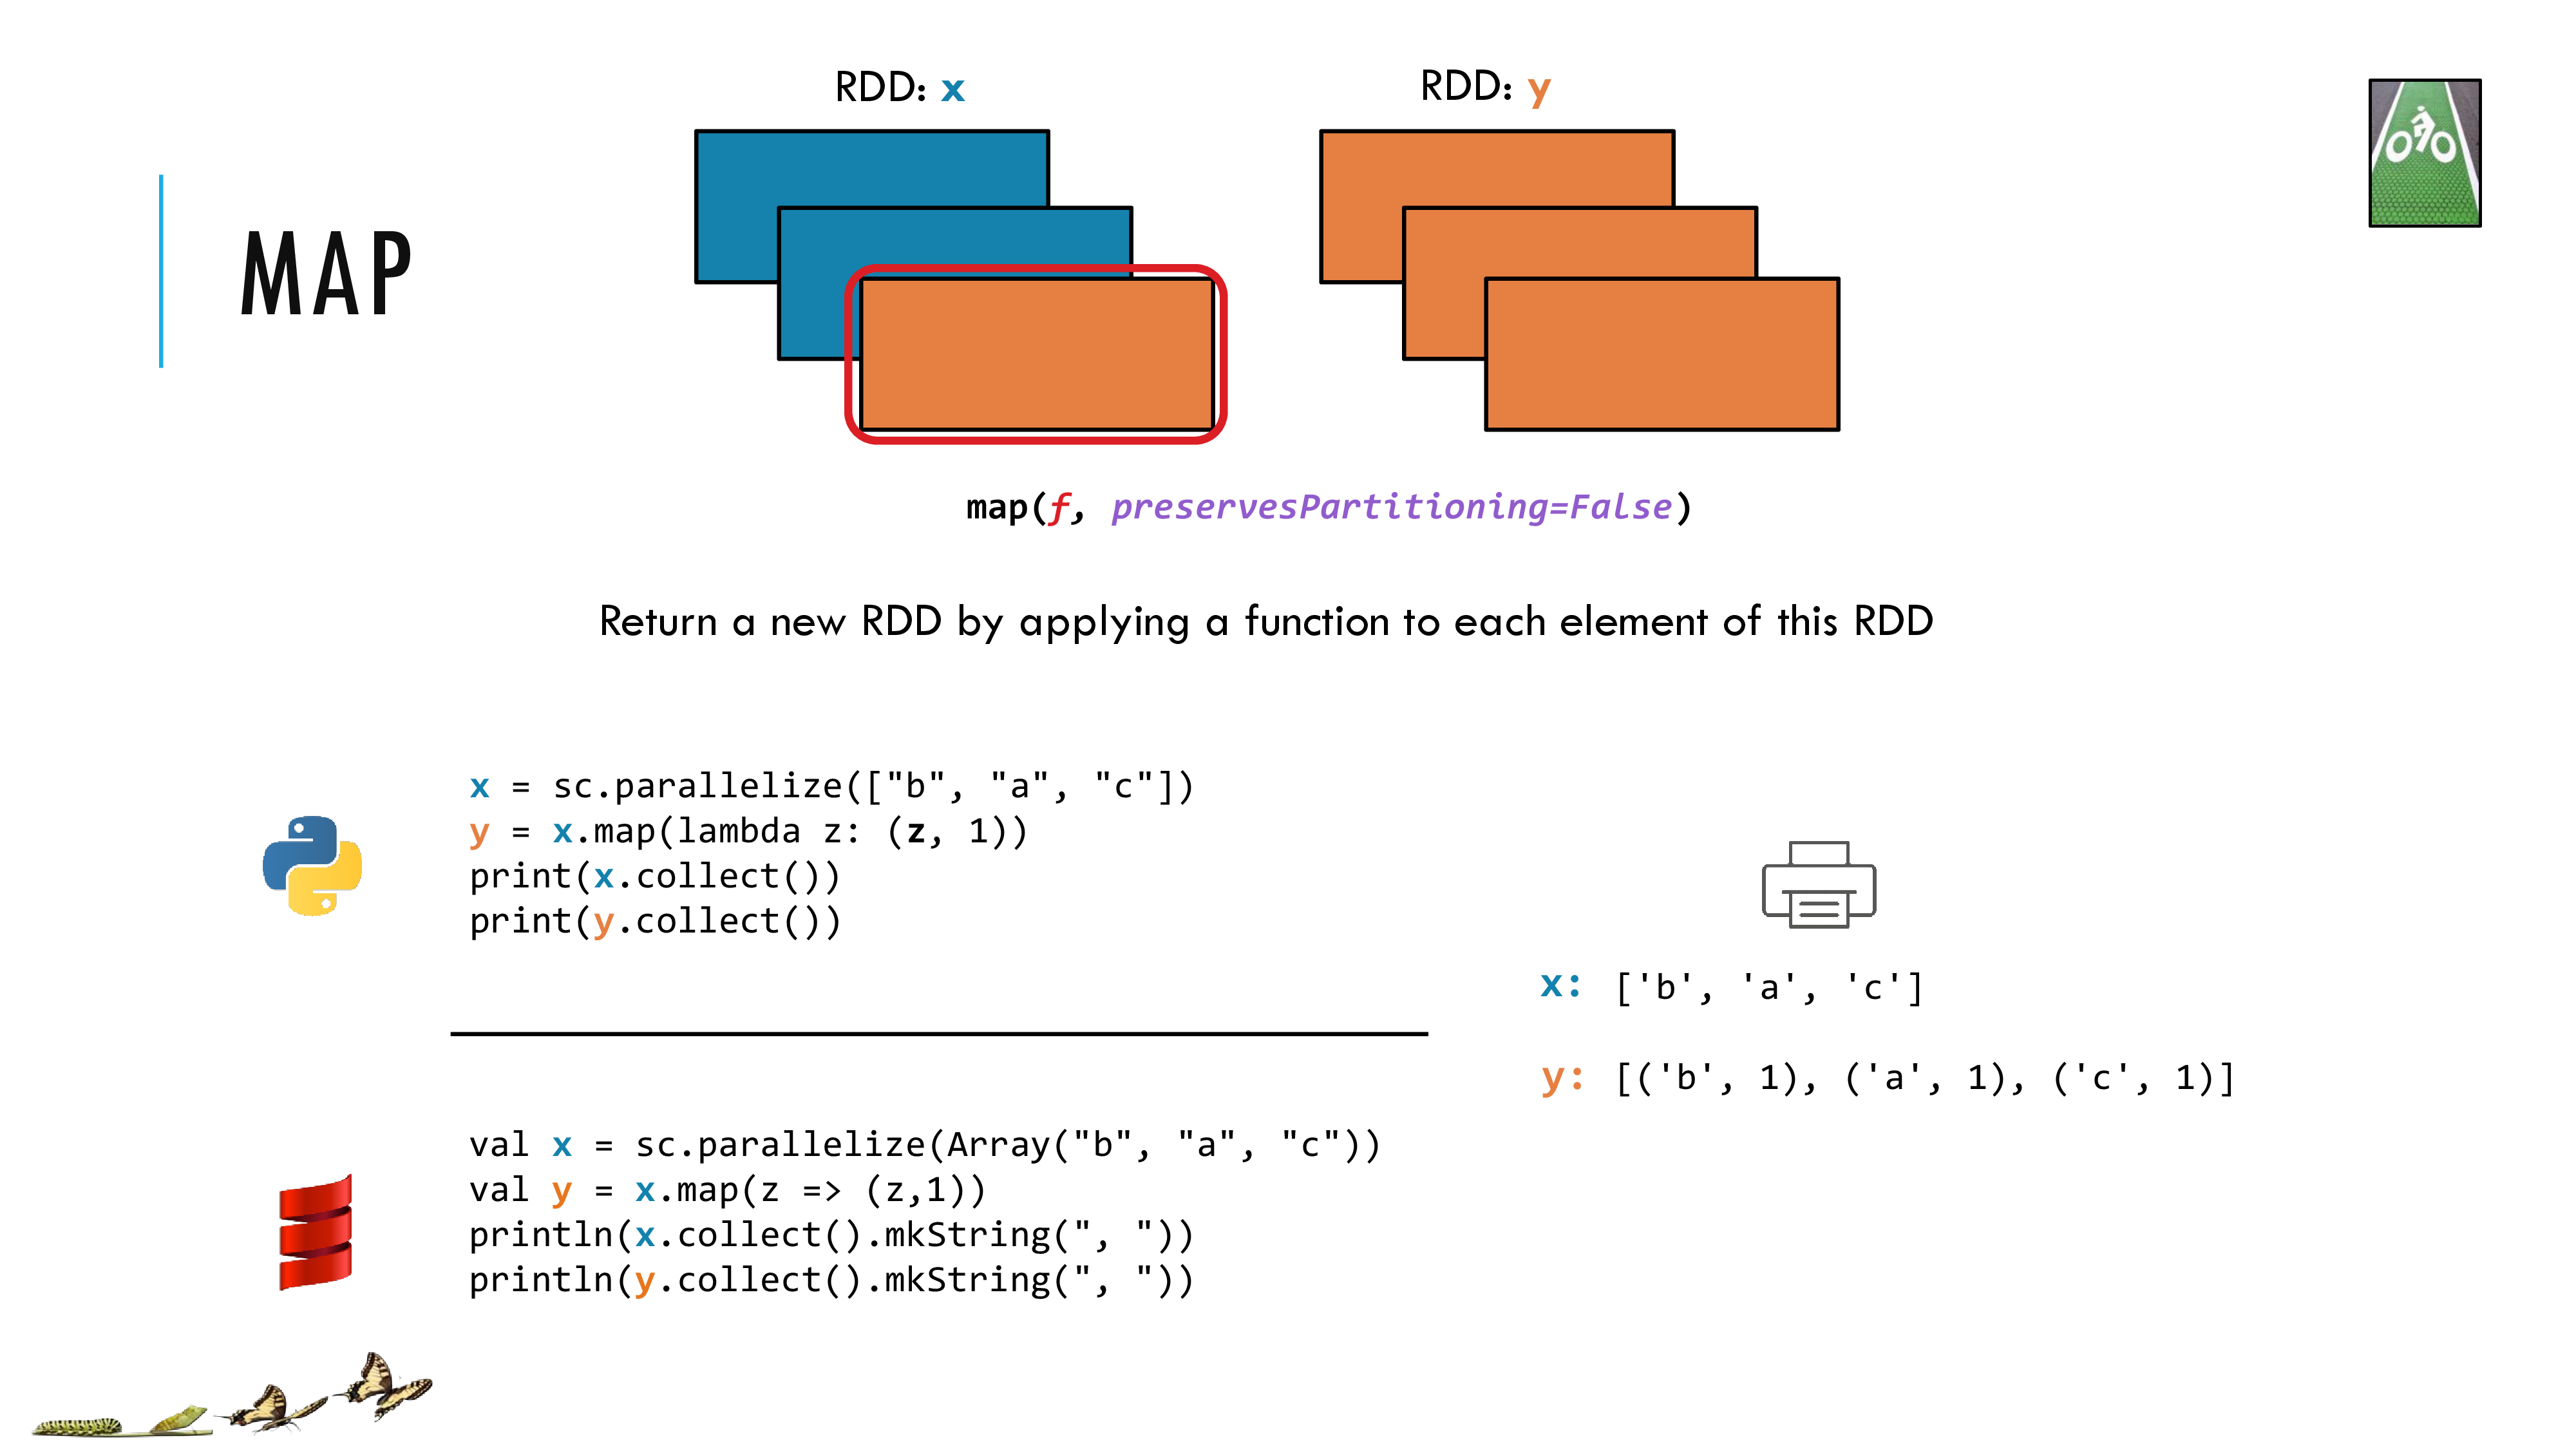 RDD: x
RDD: y
MAP
map(f, preservesPartitioning=False)
Return a new RDD by applying a function to each element of this RDD
x = sc.parallelize(["b", "a", "c"])
y = x.map(lambda z: (z, 1))
print(x.collect())
print(y.collect())
x: ['b', 'a', 'c']
y: [('b', 1), ('a', 1), ('c', 1)]
val x = sc.parallelize(Array("b", "a", "c"))
val y = x.map(z => (z,1))
println(x.collect().mkString(", "))
println(y.collect().mkString(", "))